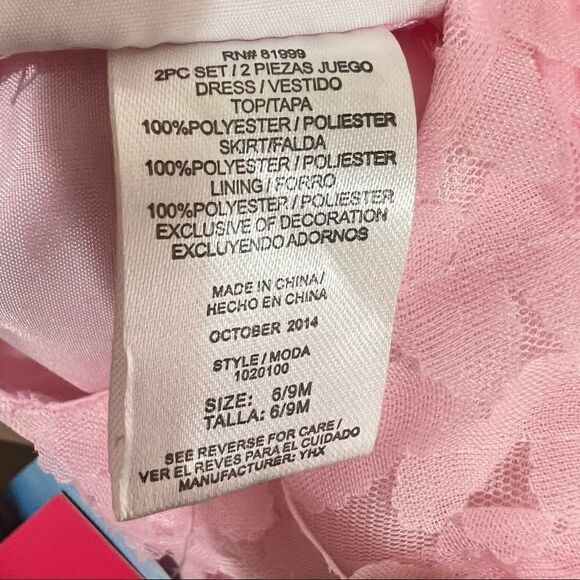 RN# 61999
2PC SET / 2 PIEZAS JUEGO
DRESS / VESTIDO
TOP/TAPA
100%POLYESTER / POLIESTER
SKIRT/FALDA
100%POLYESTER / POLIESTER
LINING / FORRO
100%POLYESTER / POLIESTER
EXCLUSIVE OF DECORATION
EXCLUYENDO ADORNOS
MADE IN CHINA/
HECHO EN CHINA
OCTOBER 2014
STYLE / MODA
1020100
SIZE: 6/9M
TALLA: 6/9M
SEE REVERSE FOR CARE /
VER EL REVES PARA EL CUIDADO
MANUFACTURER: YHX